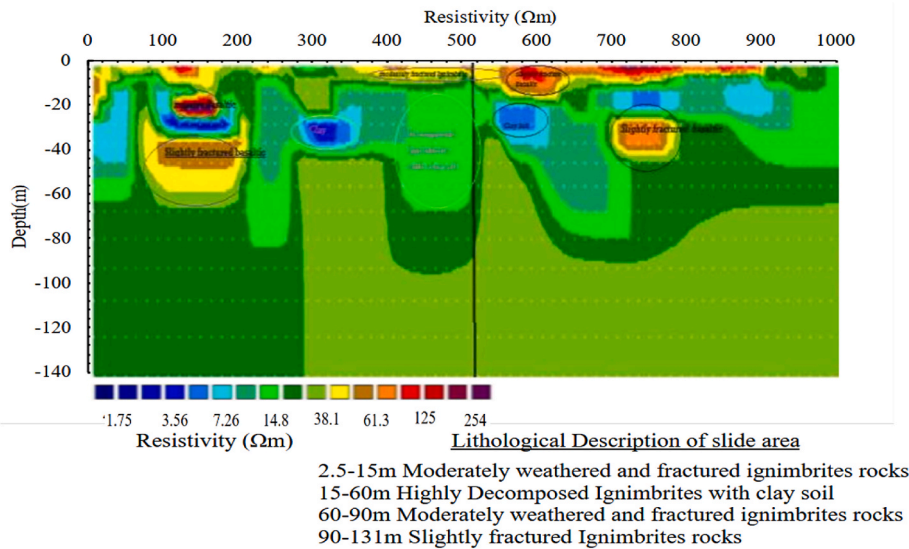 Resistivity (Ωm)
0 100 200 300 400 500 600 700 800 900 1000
Depth(m)
0
-20
-40
-60
-80
-100
-120
-140
Slightly fractured basaltic
Clay
Moderately fractured
Clay soil
Slightly fractured basaltic
1.75 3.56 7.26 14.8 38.1 61.3 125 254
Resistivity (Ωm)
Lithological Description of slide area
2.5-15m Moderately weathered and fractured ignimbrites rocks
15-60m Highly Decomposed Ignimbrites with clay soil
60-90m Moderately weathered and fractured ignimbrites rocks
90-131m Slightly fractured Ignimbrites rocks